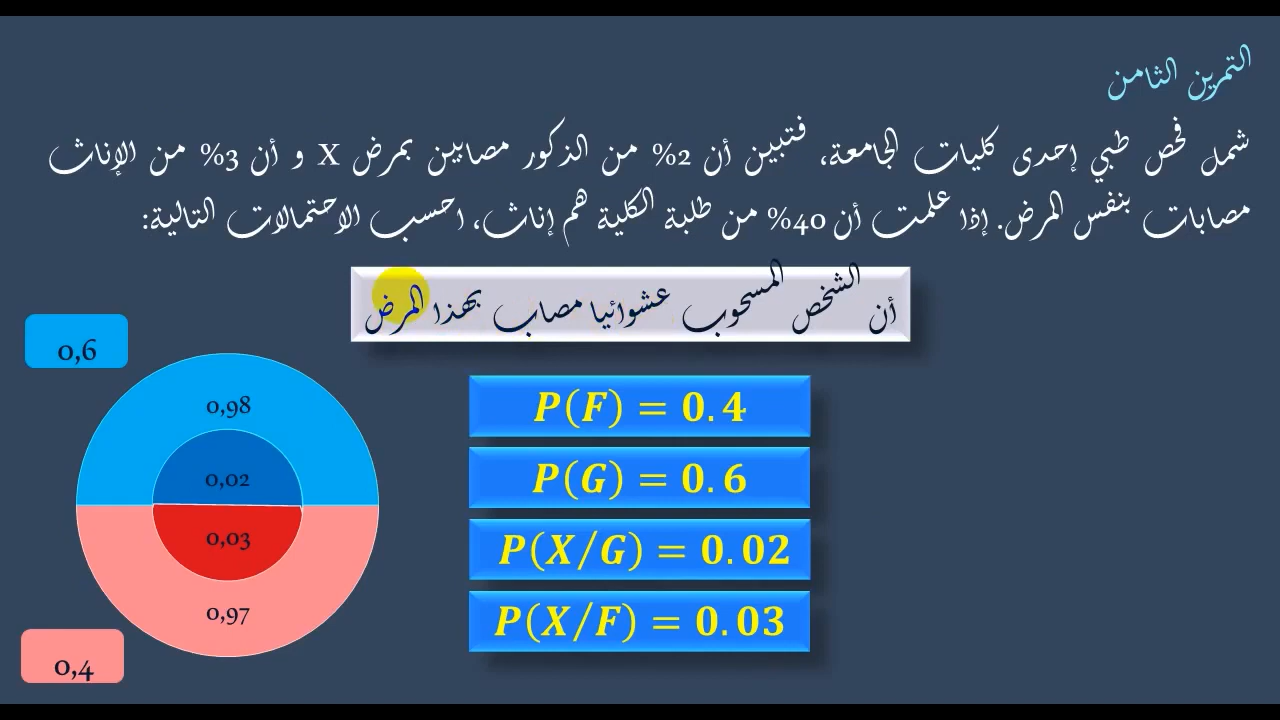 التمرين الثامن
شمل فحص طبي إحدى كليات الجامعة، فتبين أن 2% من الذكور مصابين بمرض X و أن 3% من الإناث
مصابات بنفس المرض. إذا علمت أن 40% من طلبة الكلية هم إناث، احسب الاحتمالات التالية:
أن الشخص المسحوب عشوائيا مصاب بهذا المرض
0,6
0,98
0,02
0,03
0,97
0,4
P(F) = 0.4
P(G) = 0.6
P(X/G) = 0.02
P(X/F) = 0.03